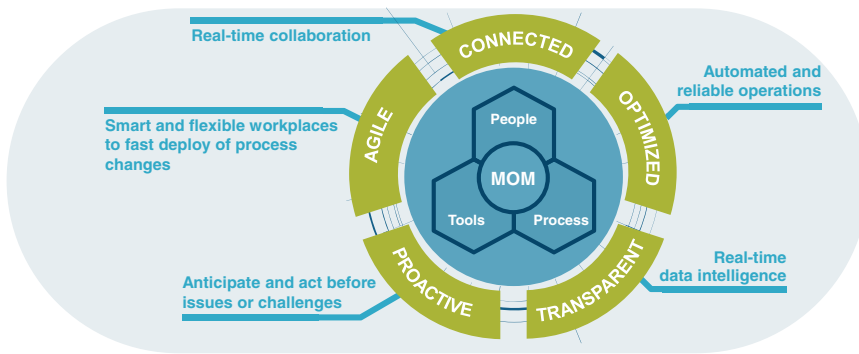 Real-time collaboration
CONNECTED
Automated and
reliable operations
OPTIMIZED
AGILE
Smart and flexible workplaces
to fast deploy of process
changes
People
MOM
Tools
Process
PROACTIVE
TRANSPARENT
Anticipate and act before
issues or challenges
Real-time
data intelligence